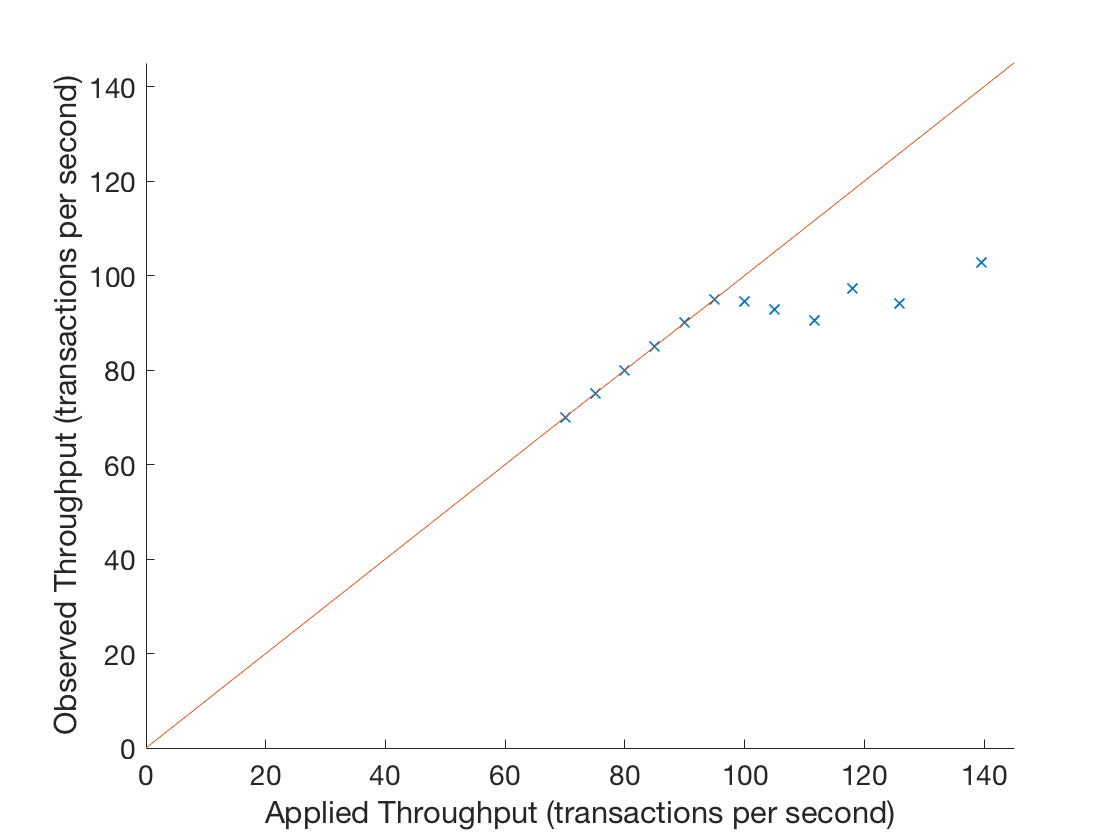 Observed Throughput (transactions per second)
140
120
100
80
60
40
20
0
0 20 40 60 80 100 120 140
Applied Throughput (transactions per second)